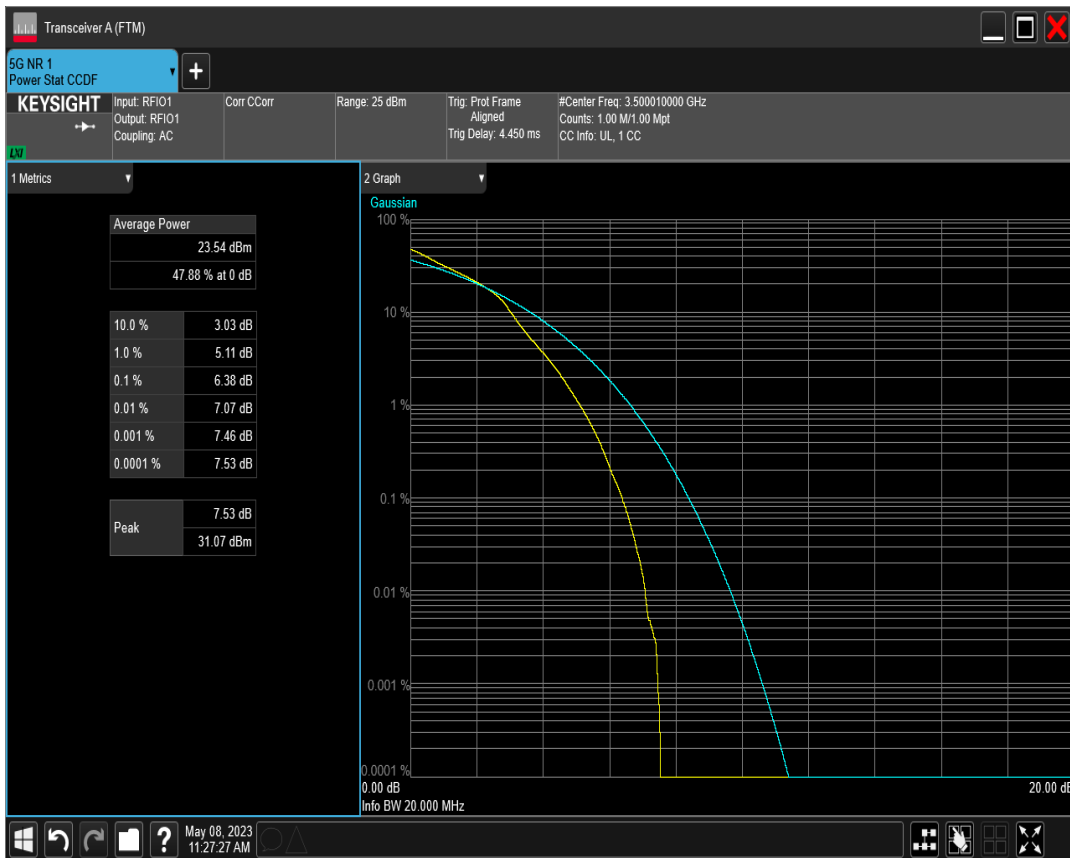 Transceiver A (FTM)
5G NR 1
Power Stat CCDF
+
KEYSIGHT
LXI
Input: RFIO1
Output: RFIO1
Coupling: AC
Corr CCorr
Range: 25 dBm
Trig: Prot Frame
Aligned
Trig Delay: 4.450 ms
#Center Freq: 3.500010000 GHz
Counts: 1.00 M/1.00 Mpt
CC Info: UL, 1 CC
1 Metrics
Average Power
23.54 dBm
47.88 % at 0 dB
10.0 % 3.03 dB
1.0 % 5.11 dB
0.1 % 6.38 dB
0.01 % 7.07 dB
0.001 % 7.46 dB
0.0001 % 7.53 dB
Peak
7.53 dB
31.07 dBm
2 Graph
Gaussian
100 %
10 %
1 %
0.1 %
0.01 %
0.001 %
0.0001 %
0.00 dB
20.00 dB
Info BW 20.000 MHz
?
May 08, 2023
11:27:27 AM